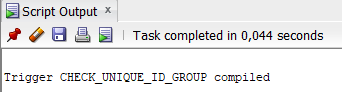 Script Output x
Task completed in 0,044 seconds
Trigger CHECK_UNIQUE_ID_GROUP compiled